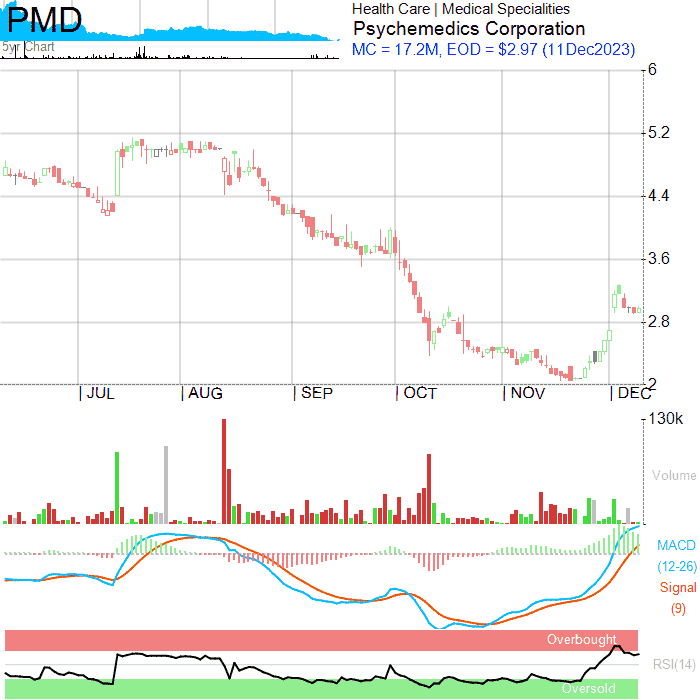 PMD
5yr Chart
Health Care | Medical Specialities
Psychemedics Corporation
MC = 17.2M, EOD = $2.97 (11Dec2023)
6
5.2
4.4
3.6
2.8
2
JUL AUG SEP OCT NOV DEC
130k
Volume
MACD
(12-26)
Signal
(9)
Overbought
RSI(14)
Oversold